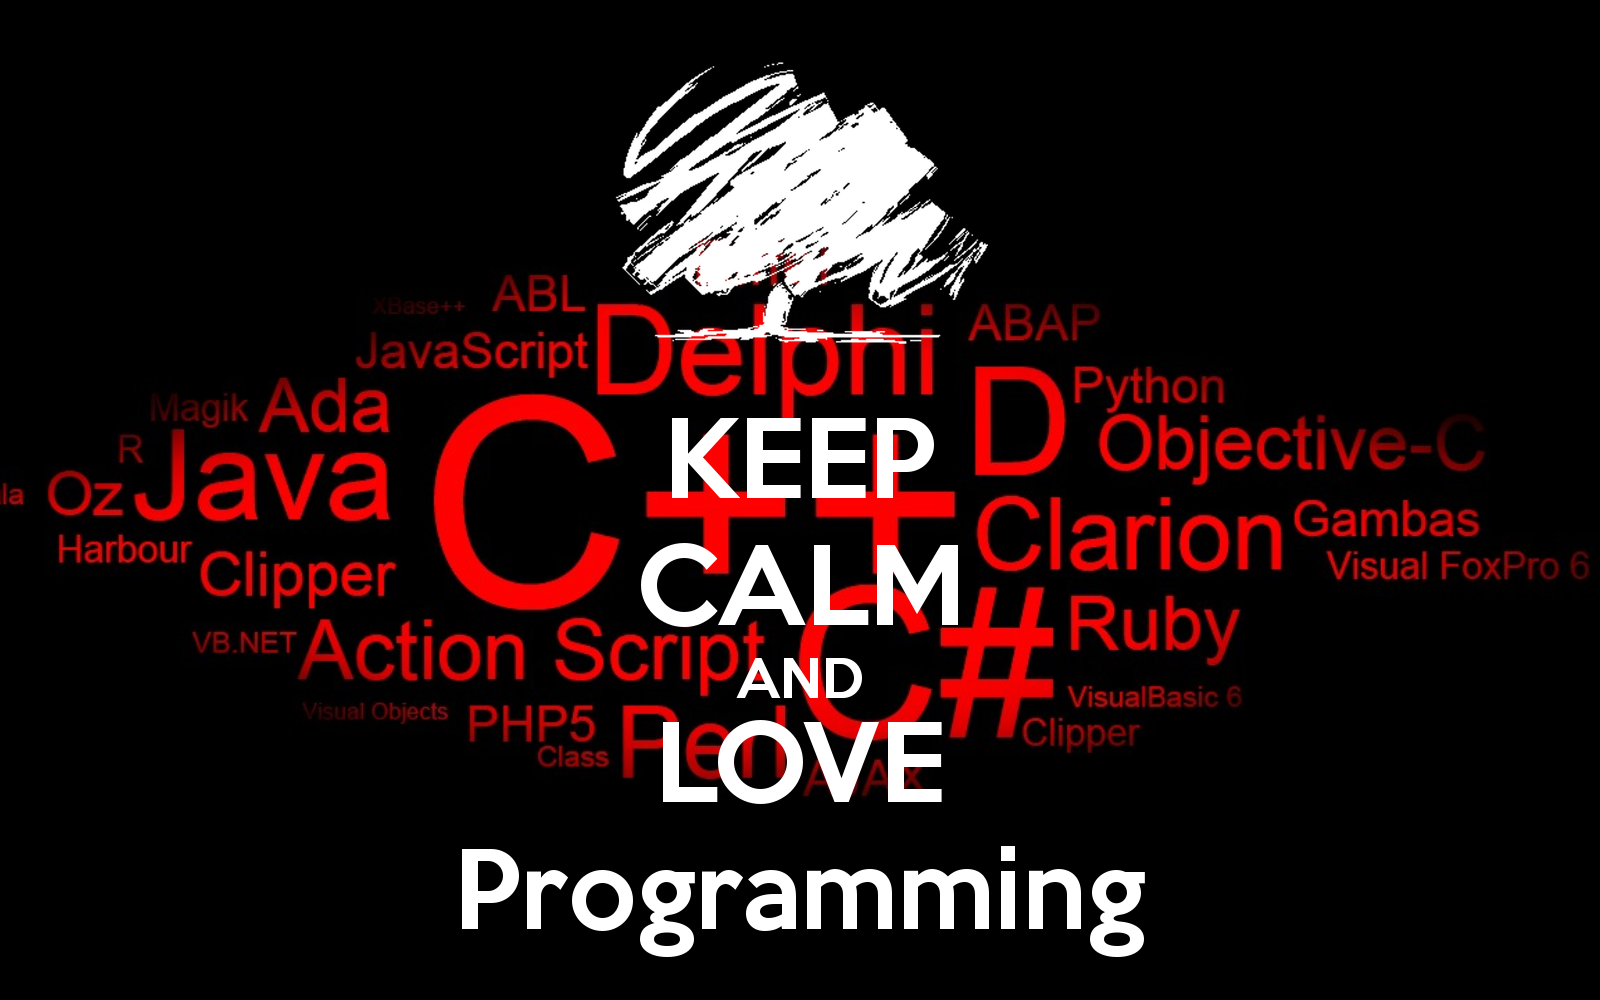 XBase++
ABL
Delphi
ABAP
JavaScript
Python
Magik
Ada
D
Objective-C
R
Java
C++
KEEP
Oz
la
Clarion
Gambas
Harbour
Clipper
Visual FoxPro 6
CALM
C#
Ruby
VB.NET
Action Script
AND
VisualBasic 6
Visual Objects
PHP5
Perl
Clipper
Class
LOVE
AJAX
Programming